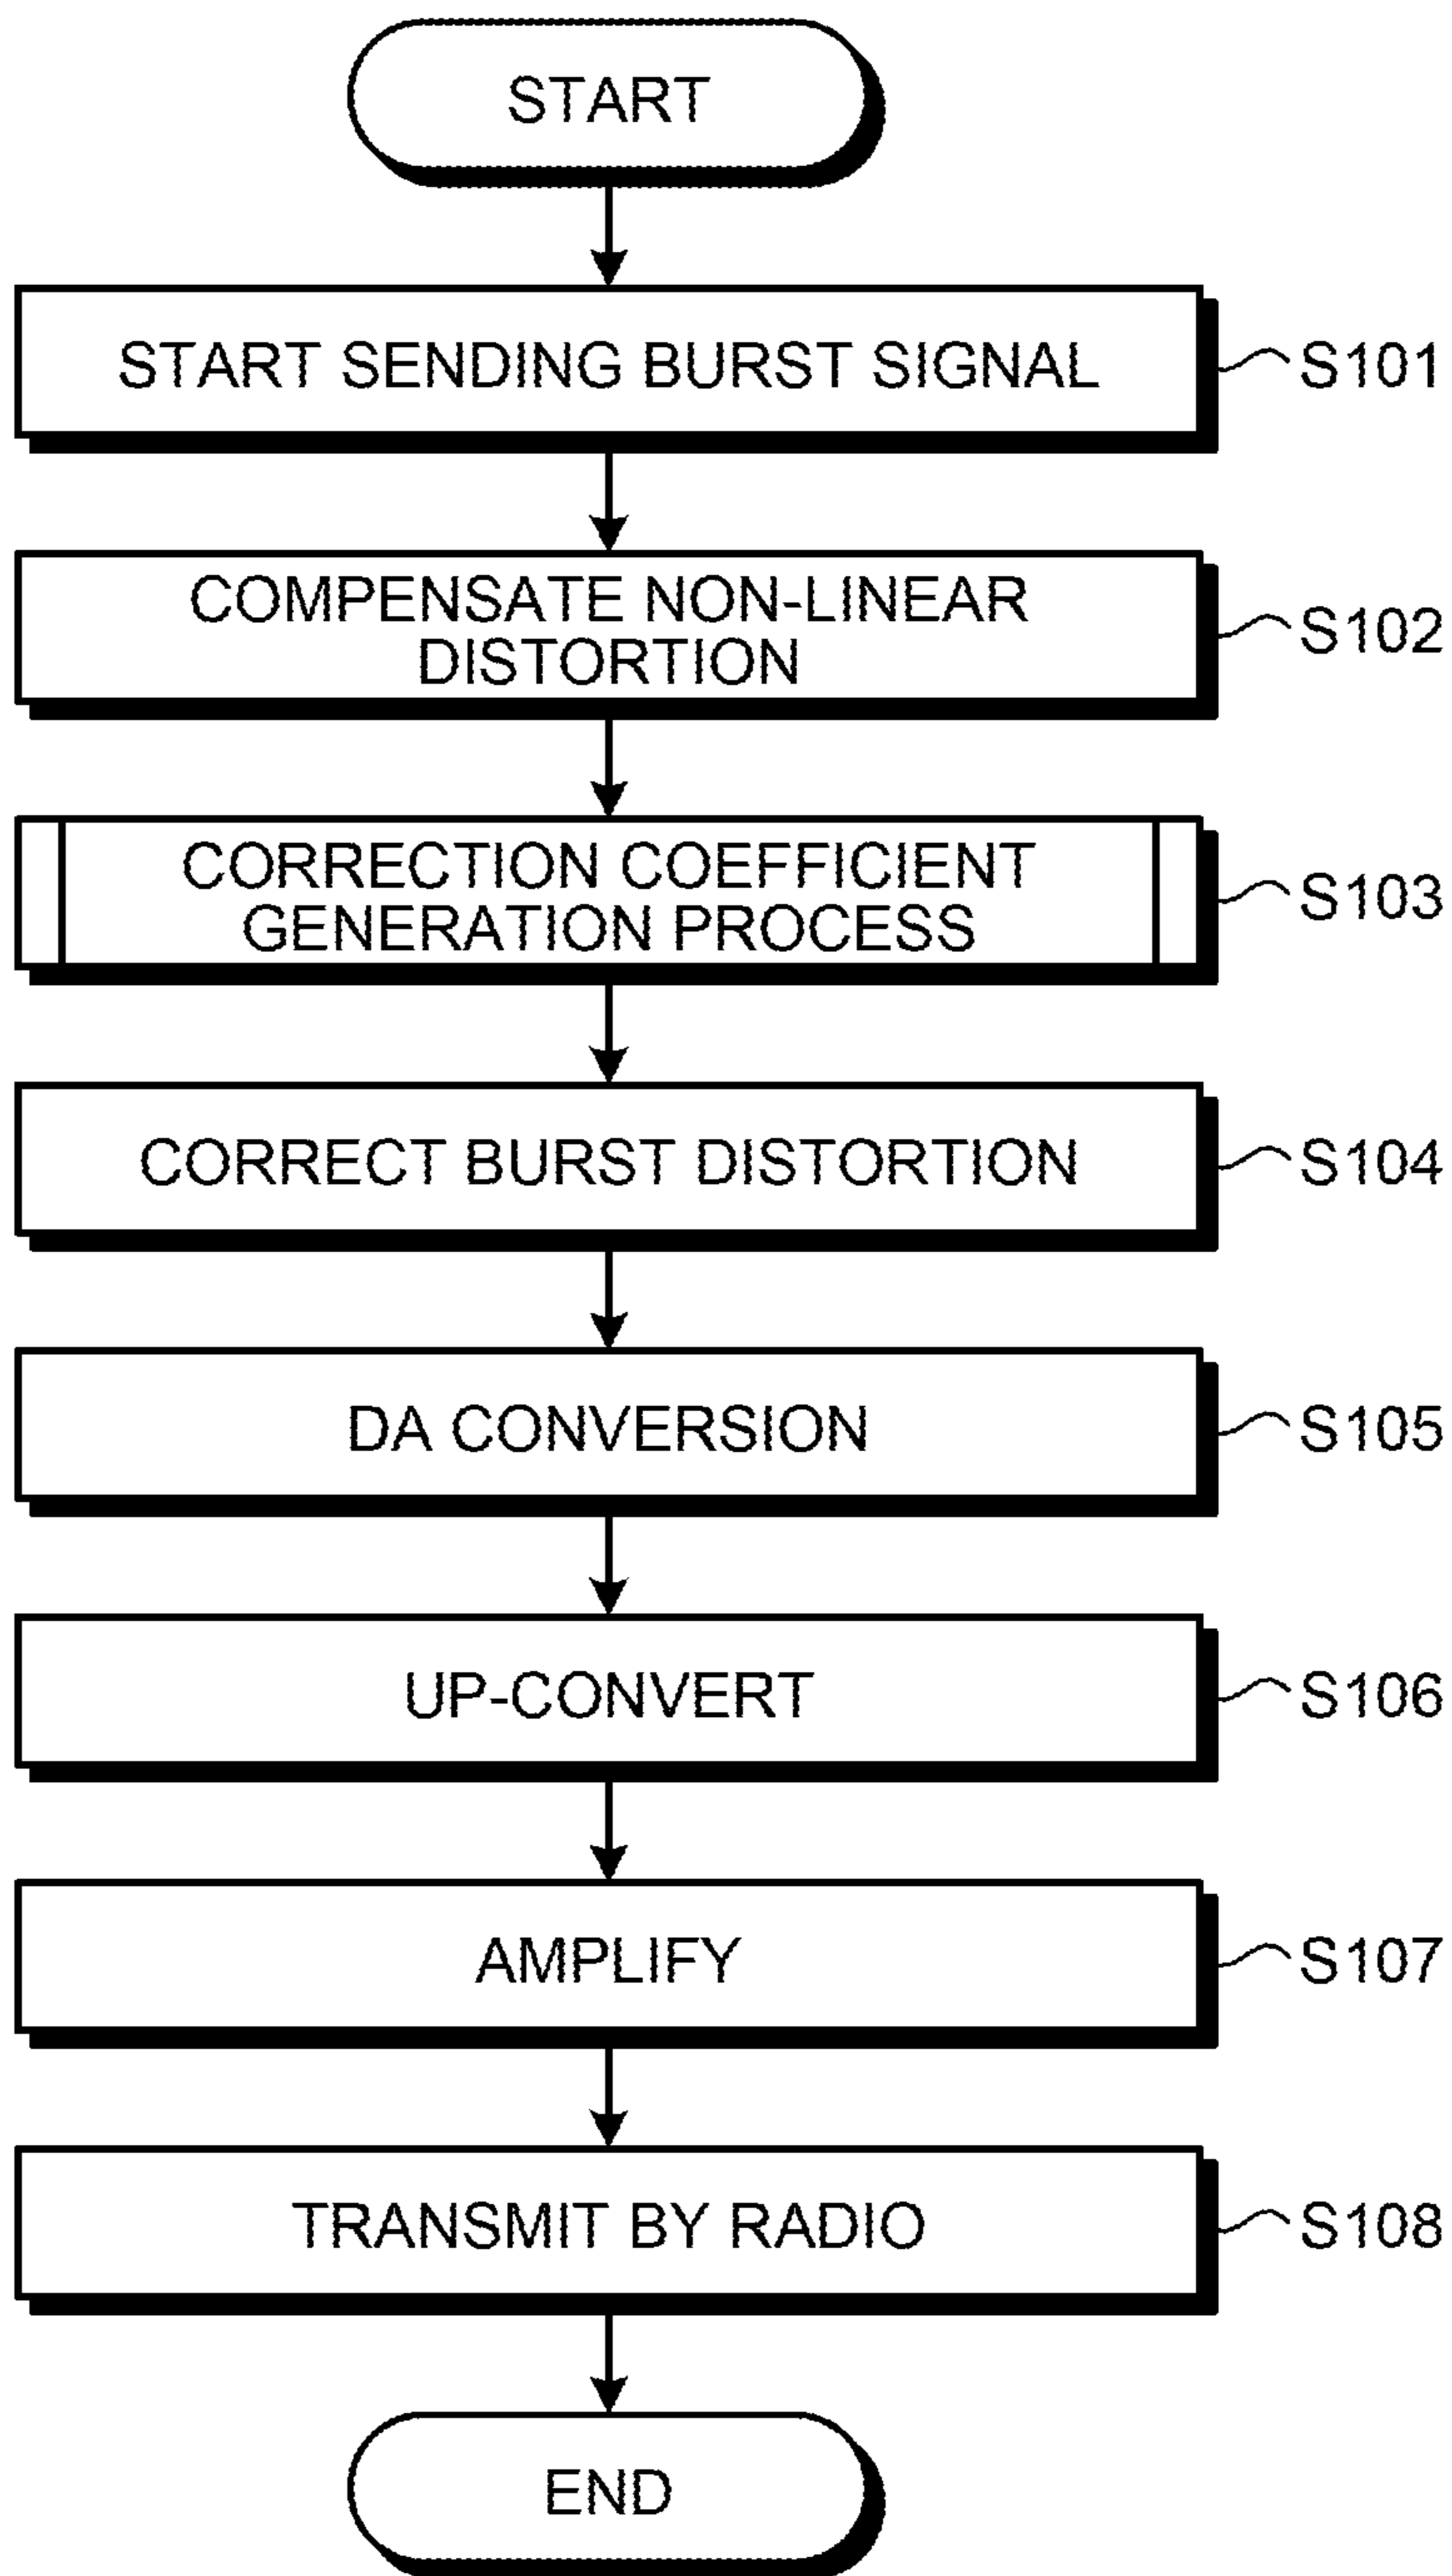 START
START SENDING BURST SIGNAL
S101
COMPENSATE NON-LINEAR
DISTORTION
S102
CORRECTION COEFFICIENT
GENERATION PROCESS
S103
CORRECT BURST DISTORTION
S104
DA CONVERSION
S105
UP-CONVERT
S106
AMPLIFY
S107
TRANSMIT BY RADIO
S108
END